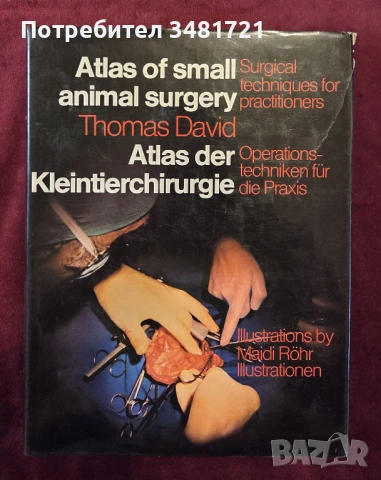 Потребител 3481751
Atlas of small
animal surgery
Surgical
techniques for
practitioners
Thomas David
Atlas der
Kleintierchirurgie
Operations-
techniken für
die Praxis
Illustrations by
Majdi Röhr
Illustrationen
BAZAR